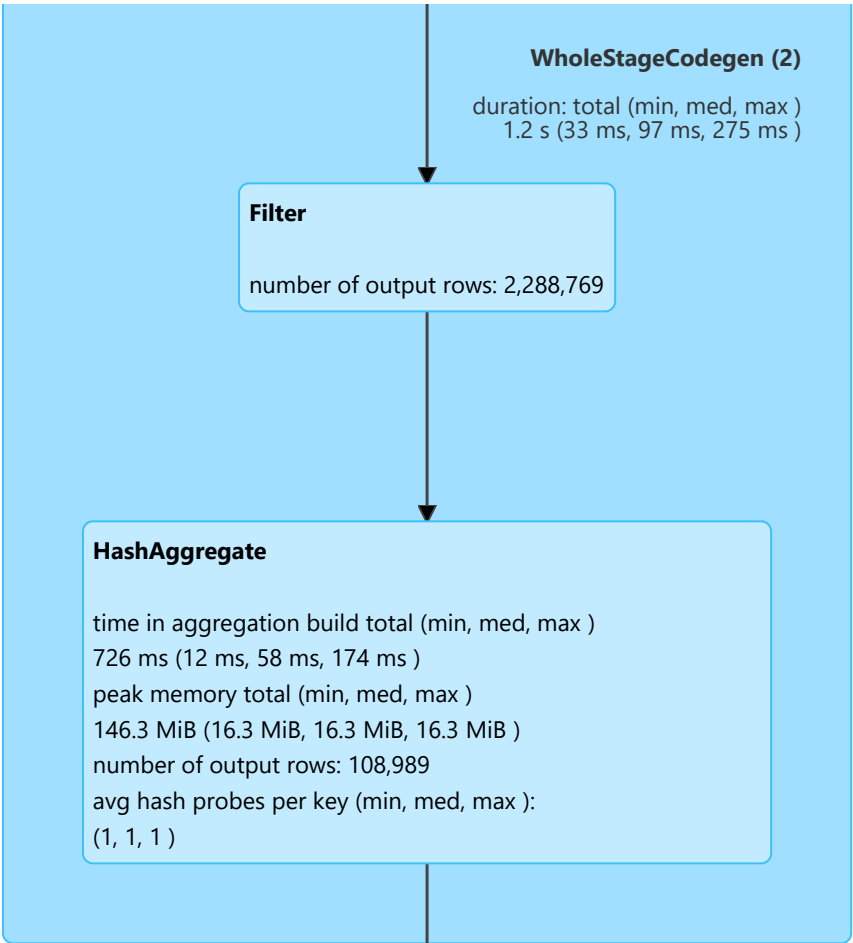 WholeStageCodegen (2)
duration: total (min, med, max )
1.2 s (33 ms, 97 ms, 275 ms )
Filter
number of output rows: 2,288,769
HashAggregate
time in aggregation build total (min, med, max )
726 ms (12 ms, 58 ms, 174 ms )
peak memory total (min, med, max )
146.3 MiB (16.3 MiB, 16.3 MiB, 16.3 MiB )
number of output rows: 108,989
avg hash probes per key (min, med, max ):
(1, 1, 1 )